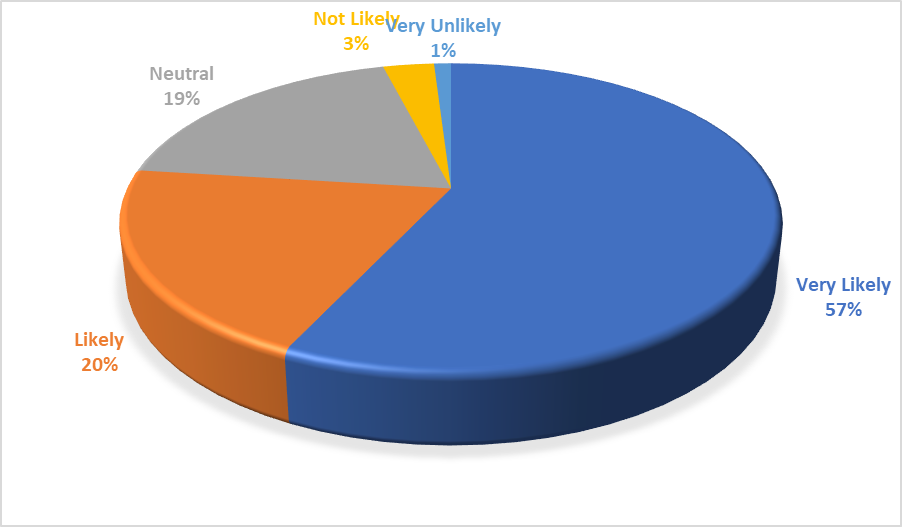 Not Likely
3%
Very Unlikely
1%
Neutral
19%
Very Likely
57%
Likely
20%